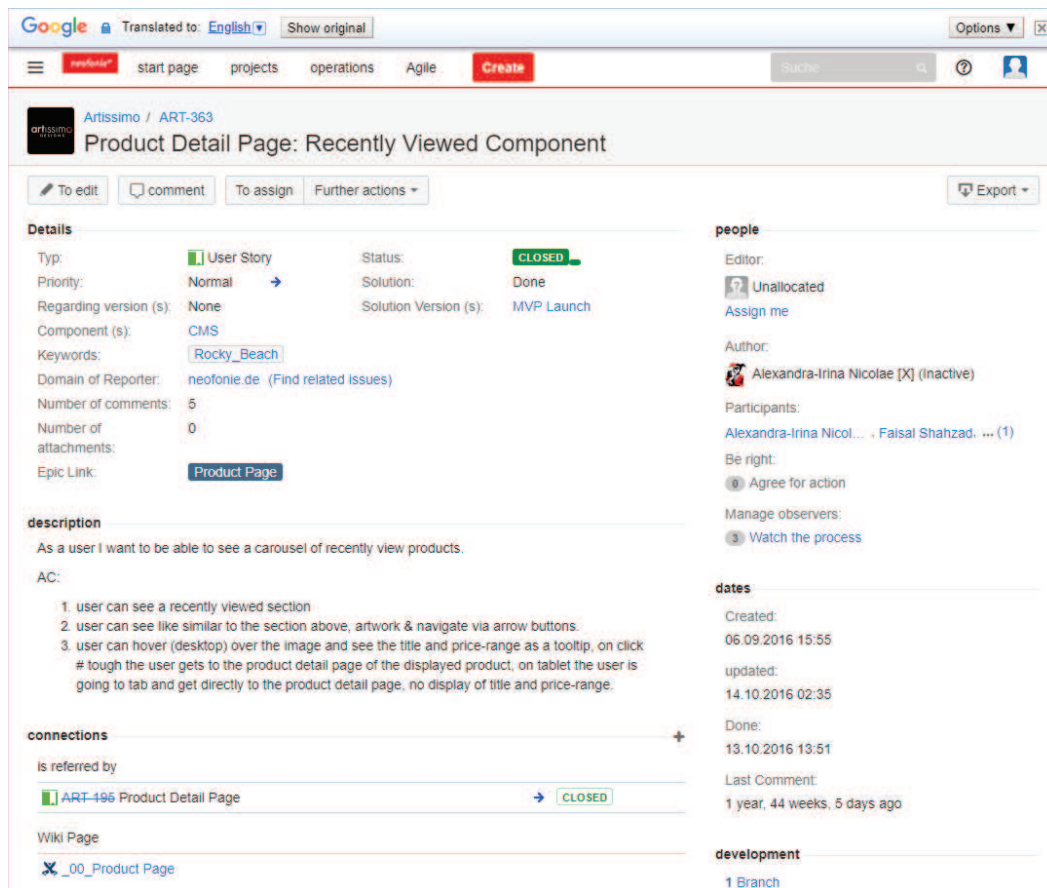 Google Translated to: English Show original Options ▼
neofonie start page projects operations Agile Create Suche
artissimo
DESIGNS
Artissimo / ART-363
Product Detail Page: Recently Viewed Component
To edit comment To assign Further actions Export
Details
Typ: User Story Status: CLOSED
Priority: Normal Solution: Done
Regarding version (s): None Solution Version (s): MVP Launch
Component (s): CMS
Keywords: Rocky_Beach
Domain of Reporter: neofonie.de (Find related issues)
Number of comments: 5
Number of attachments: 0
Epic Link: Product Page
description
As a user I want to be able to see a carousel of recently view products.
AC:
1. user can see a recently viewed section
2. user can see like similar to the section above, artwork & navigate via arrow buttons.
3. user can hover (desktop) over the image and see the title and price-range as a tooltip, on click
# tough the user gets to the product detail page of the displayed product, on tablet the user is
going to tab and get directly to the product detail page, no display of title and price-range.
connections
is referred by
ART-195 Product Detail Page CLOSED
Wiki Page
_00_Product Page
people
Editor:
Unallocated
Assign me
Author:
Alexandra-Irina Nicolae [X] (Inactive)
Participants:
Alexandra-Irina Nicol... , Faisal Shahzad, ... (1)
Be right:
0 Agree for action
Manage observers:
3 Watch the process
dates
Created:
06.09.2016 15:55
updated:
14.10.2016 02:35
Done:
13.10.2016 13:51
Last Comment:
1 year, 44 weeks, 5 days ago
development
1 Branch